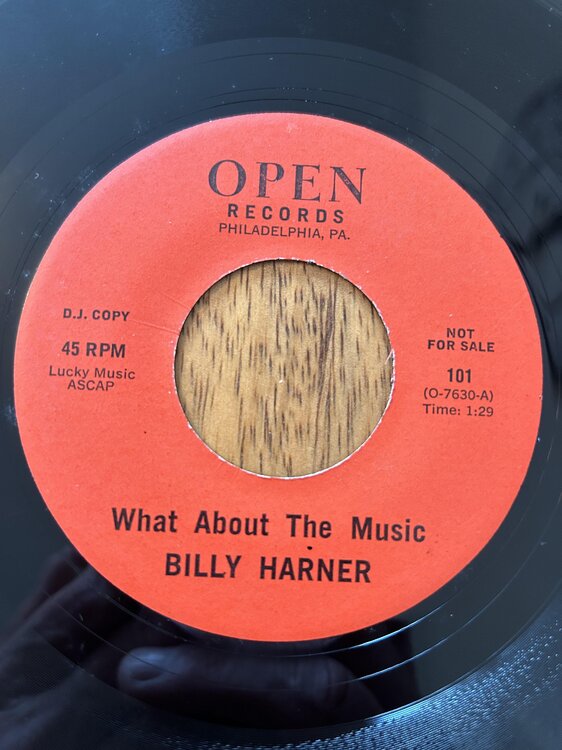 OPEN
RECORDS
PHILADELPHIA, PA.
D.J. COPY
45 RPM
Lucky Music
ASCAP
NOT
FOR SALE
101
(O-7630-A)
Time: 1:29
What About The Music
BILLY HARNER